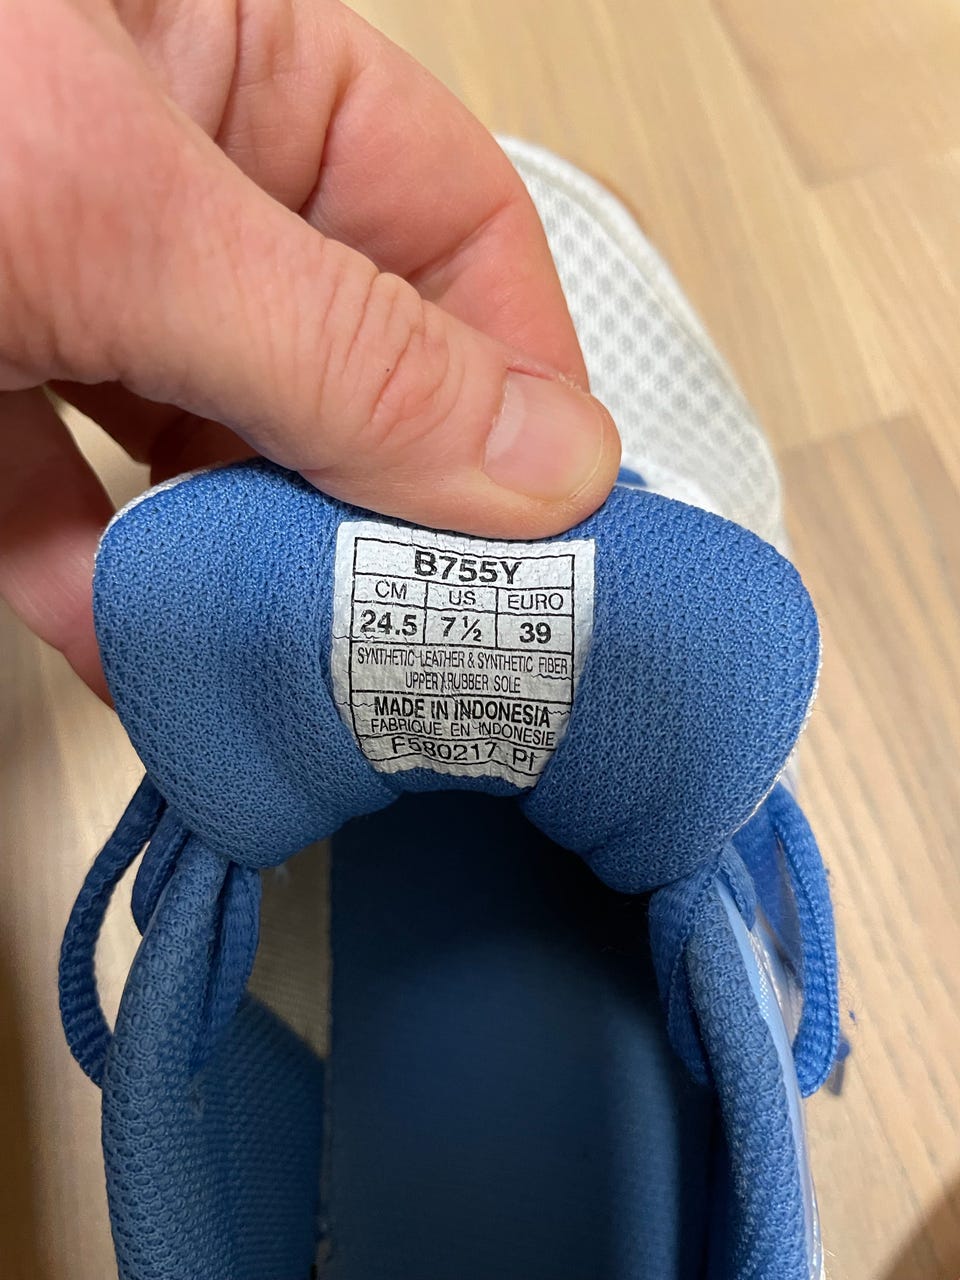 B755Y
CM US EURO
24.5 7½ 39
SYNTHETIC LEATHER & SYNTHETIC FIBER
UPPER RUBBER SOLE
MADE IN INDONESIA
FABRIQUE EN INDONESIE
F580217 PI